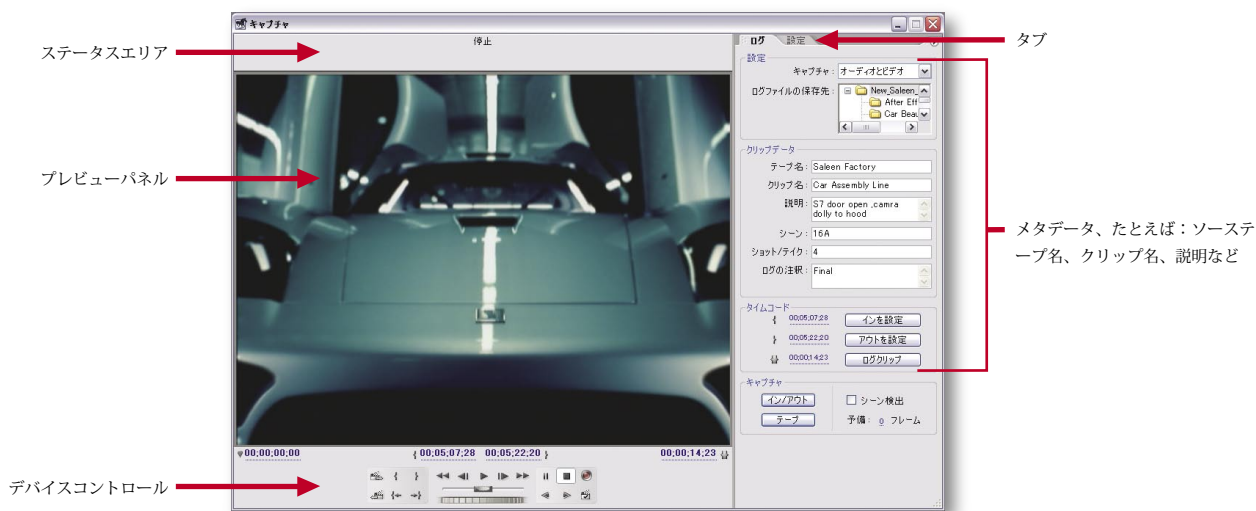 キャプチャ
停止
ステータスエリア
プレビューパネル
デバイスコントロール
タブ
メタデータ、たとえば：ソーステ
ープ名、クリップ名、説明など
ログ 設定
設定
キャプチャ： オーディオとビデオ
ログファイルの保存先： New_Saleen_
After Eff
Car Beau
クリップデータ
テープ名： Saleen Factory
クリップ名： Car Assembly Line
説明： S7 door open ,camra
dolly to hood
シーン： 16A
ショット/テイク： 4
ログの注釈： Final
タイムコード
{ 00;05;07;28 インを設定
} 00;05;22;20 アウトを設定
{} 00;00;14;23 ログクリップ
キャプチャ
イン/アウト シーン検出
テープ 予備： 0 フレーム
00;00;00;00 { 00;05;07;28 00;05;22;20 } 00;00;14;23 {}